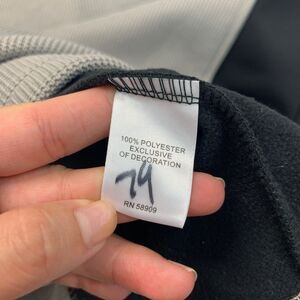 100% POLYESTER
EXCLUSIVE
OF DECORATION
79
RN 58909